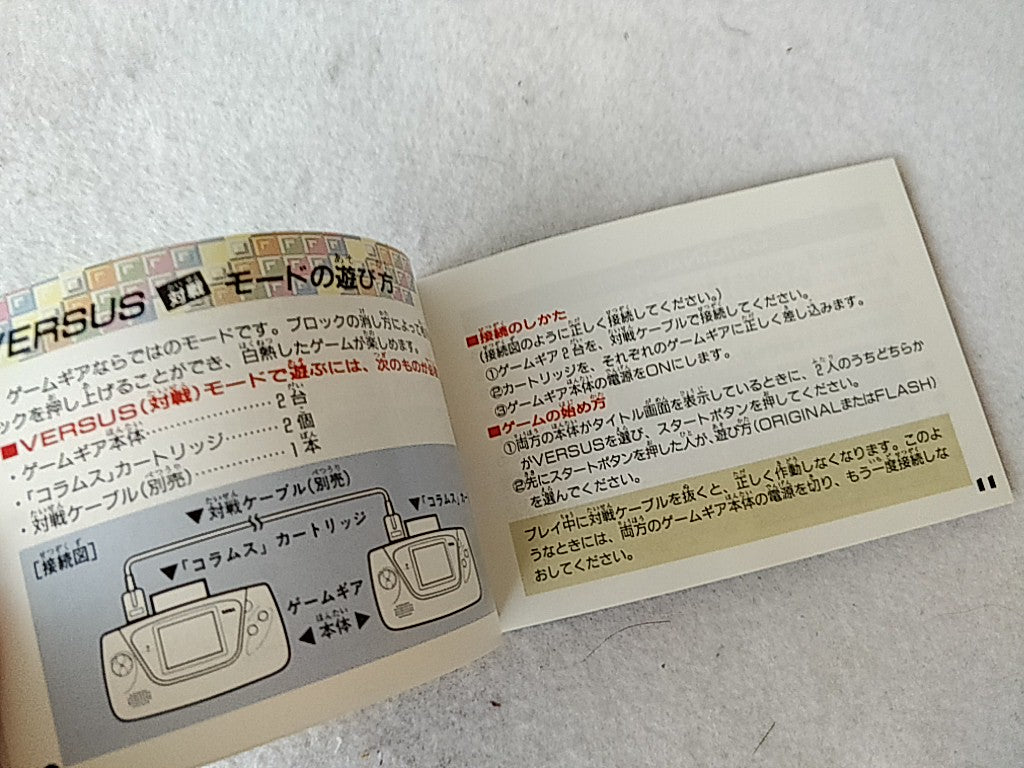 VERSUS 対戦 モードの遊び方
ゲームギアならではのモードです。ブロックの消し方によって
ックを押し上げることができ、白熱したゲームが楽しめます。
■VERSUS(対戦)モードで遊ぶには、次のものが
・ゲームギア本体……………2台
・「コラムス」カートリッジ………2個
・対戦ケーブル(別売)……………1本
[接続図]
▼対戦ケーブル(別売)
▼「コラムス」カートリッジ
▼「コラムス」カー
ゲームギア
◀本体▶
■接続のしかた
(接続図のように正しく接続してください。)
①ゲームギア2台を、対戦ケーブルで接続してください。
②カートリッジを、それぞれのゲームギアに正しく差し込みます。
③ゲームギア本体の電源をONにします。
■ゲームの始め方
①両方の本体がタイトル画面を表示しているときに、2人のうちどちらか
がVERSUSを選び、スタートボタンを押してください。
②先にスタートボタンを押した人が、遊び方(ORIGINALまたはFLASH)
を選んでください。
プレイ中に対戦ケーブルを抜くと、正しく作動しなくなります。このよ
うなときには、両方のゲームギア本体の電源を切り、もう一度接続しな
おしてください。
11